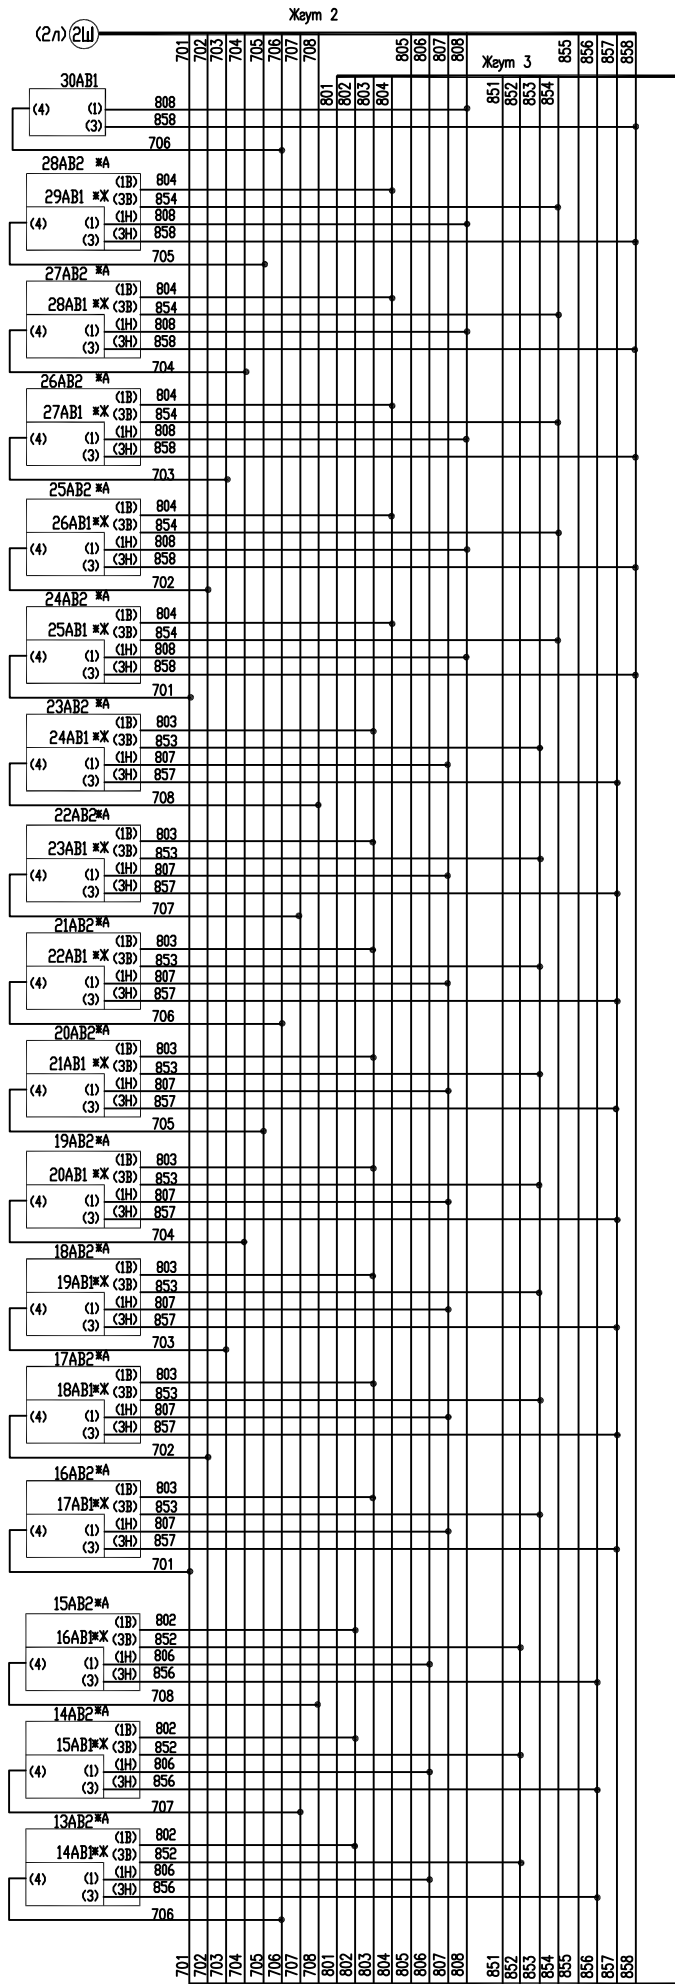 Жгут 2
(2л) 2Ш
701 702 703 704 705 706 707 708 805 806 807 808 855 856 857 858
Жгут 3
801 802 803 804 851 852 853 854
30АВ1
(4) (1) 808
(3) 858
706
28АВ2 *А
(1В) 804
29АВ1 **Ж (3В) 854
(4) (1) (1Н) 808
(3) (3Н) 858
705
27АВ2 *А
(1В) 804
28АВ1 **Ж (3В) 854
(4) (1) (1Н) 808
(3) (3Н) 858
704
26АВ2 *А
(1В) 804
27АВ1 **Ж (3В) 854
(4) (1) (1Н) 808
(3) (3Н) 858
703
25АВ2 *А
(1В) 804
26АВ1**Ж (3В) 854
(4) (1) (1Н) 808
(3) (3Н) 858
702
24АВ2 *А
(1В) 804
25АВ1 **Ж (3В) 854
(4) (1) (1Н) 808
(3) (3Н) 858
701
23АВ2 *А
(1В) 803
24АВ1 **Ж (3В) 853
(4) (1) (1Н) 807
(3) (3Н) 857
708
22АВ2*А
(1В) 803
23АВ1 **Ж (3В) 853
(4) (1) (1Н) 807
(3) (3Н) 857
707
21АВ2*А
(1В) 803
22АВ1 **Ж (3В) 853
(4) (1) (1Н) 807
(3) (3Н) 857
706
20АВ2*А
(1В) 803
21АВ1 **Ж (3В) 853
(4) (1) (1Н) 807
(3) (3Н) 857
705
19АВ2*А
(1В) 803
20АВ1 **Ж (3В) 853
(4) (1) (1Н) 807
(3) (3Н) 857
704
18АВ2*А
(1В) 803
19АВ1**Ж (3В) 853
(4) (1) (1Н) 807
(3) (3Н) 857
703
17АВ2*А
(1В) 803
18АВ1**Ж (3В) 853
(4) (1) (1Н) 807
(3) (3Н) 857
702
16АВ2*А
(1В) 803
17АВ1**Ж (3В) 853
(4) (1) (1Н) 807
(3) (3Н) 857
701
15АВ2*А
(1В) 802
16АВ1**Ж (3В) 852
(4) (1) (1Н) 806
(3) (3Н) 856
708
14АВ2*А
(1В) 802
15АВ1**Ж (3В) 852
(4) (1) (1Н) 806
(3) (3Н) 856
707
13АВ2*А
(1В) 802
14АВ1**Ж (3В) 852
(4) (1) (1Н) 806
(3) (3Н) 856
706
701 702 703 704 705 706 707 708 801 802 803 804 805 806 807 808 851 852 853 854 855 856 857 858